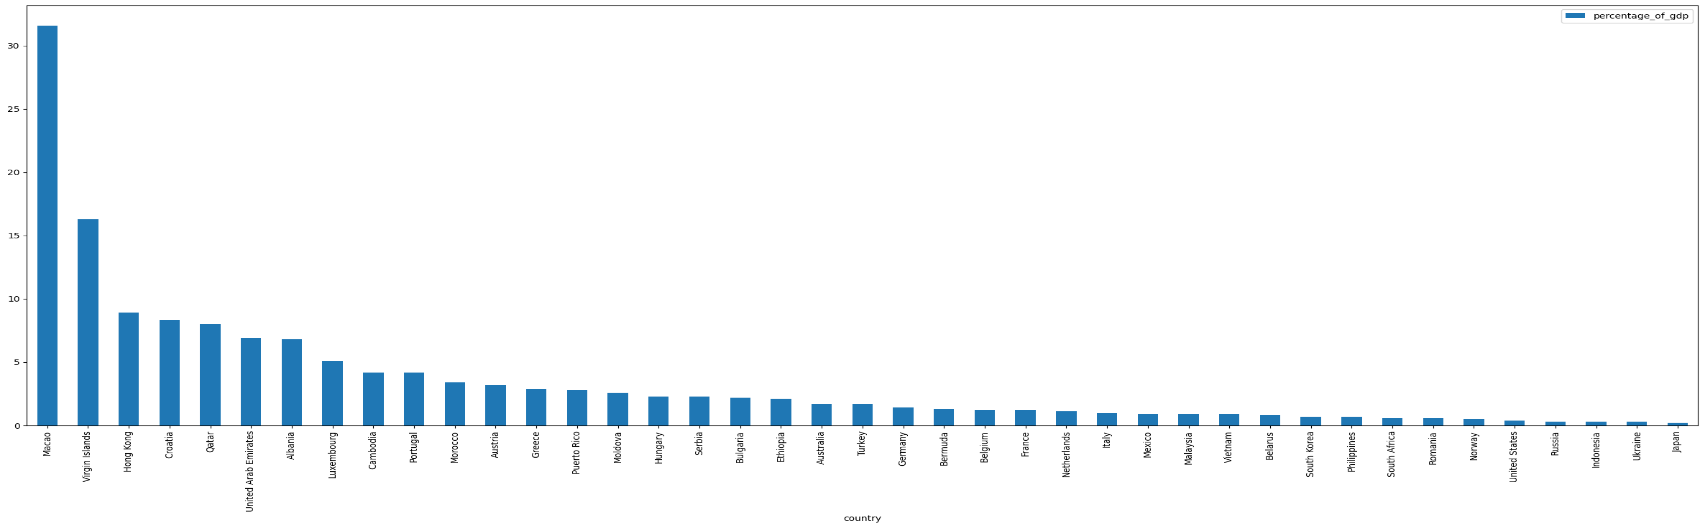 percentage_of_gdp
30
25
20
15
10
5
0
Macao
Virgin Islands
Hong Kong
Croatia
Qatar
United Arab Emirates
Albania
Luxembourg
Cambodia
Portugal
Morocco
Austria
Greece
Puerto Rico
Moldova
Hungary
Serbia
Bulgaria
Ethiopia
Australia
Turkey
Germany
Bermuda
Belgium
France
Netherlands
Italy
Mexico
Malaysia
Vietnam
Belarus
South Korea
Philippines
South Africa
Romania
Norway
United States
Russia
Indonesia
Ukraine
Japan
country